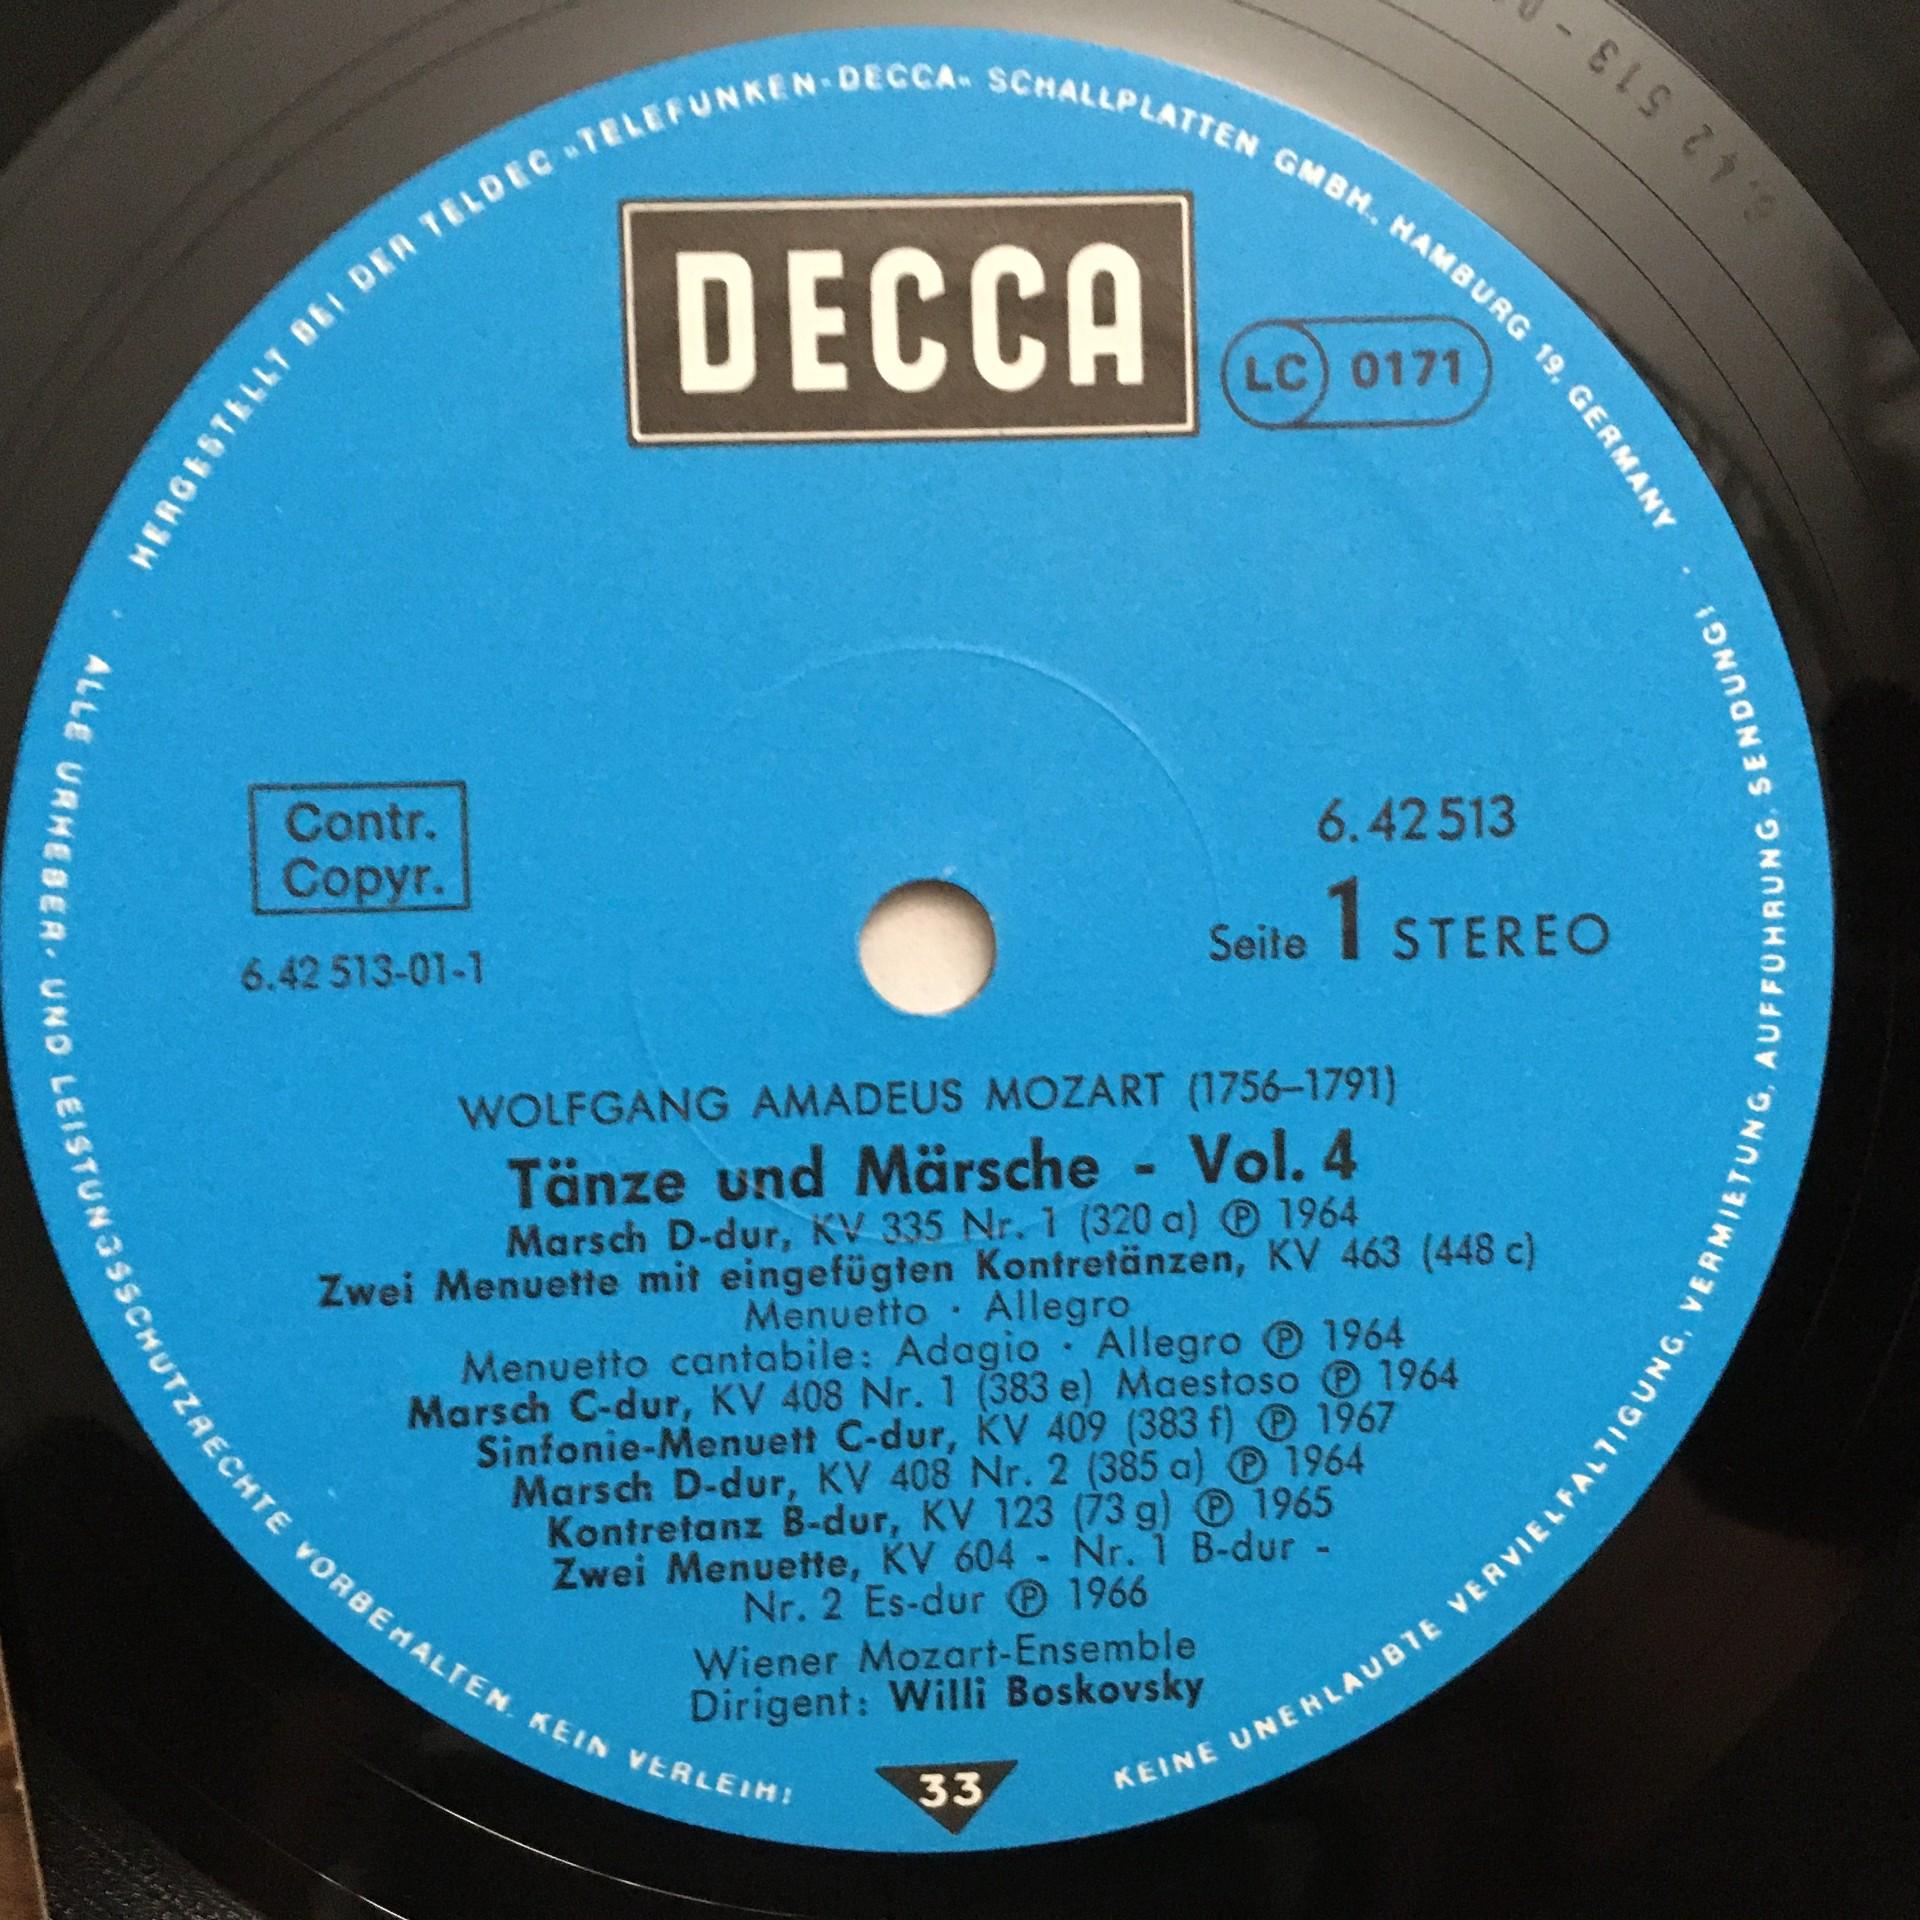 HERGESTELLT BEI DER TELDEC »TELEFUNKEN-DECCA« SCHALLPLATTEN GMBH., HAMBURG 19, GERMANY ·
DECCA
LC 0171
6.42 513 - 0
Contr.
Copyr.
6.42 513-01-1
6.42513
Seite 1 STEREO
WOLFGANG AMADEUS MOZART (1756–1791)
Tänze und Märsche - Vol. 4
Marsch D-dur, KV 335 Nr. 1 (320 a) Ⓟ 1964
Zwei Menuette mit eingefügten Kontretänzen, KV 463 (448 c)
Menuetto · Allegro
Menuetto cantabile: Adagio · Allegro Ⓟ 1964
Marsch C-dur, KV 408 Nr. 1 (383 e) Maestoso Ⓟ 1964
Sinfonie-Menuett C-dur, KV 409 (383 f) Ⓟ 1967
Marsch D-dur, KV 408 Nr. 2 (385 a) Ⓟ 1964
Kontretanz B-dur, KV 123 (73 g) Ⓟ 1965
Zwei Menuette, KV 604 - Nr. 1 B-dur -
Nr. 2 Es-dur Ⓟ 1966
Wiener Mozart-Ensemble
Dirigent: Willi Boskovsky
33
ALLE URHEBER, UND LEISTUNGSSCHUTZRECHTE VORBEHALTEN. KEIN VERLEIH!
KEINE UNERLAUBTE VERVIELFALTIGUNG, VERMIETUNG, AUFFUHRUNG, SENDUNG!